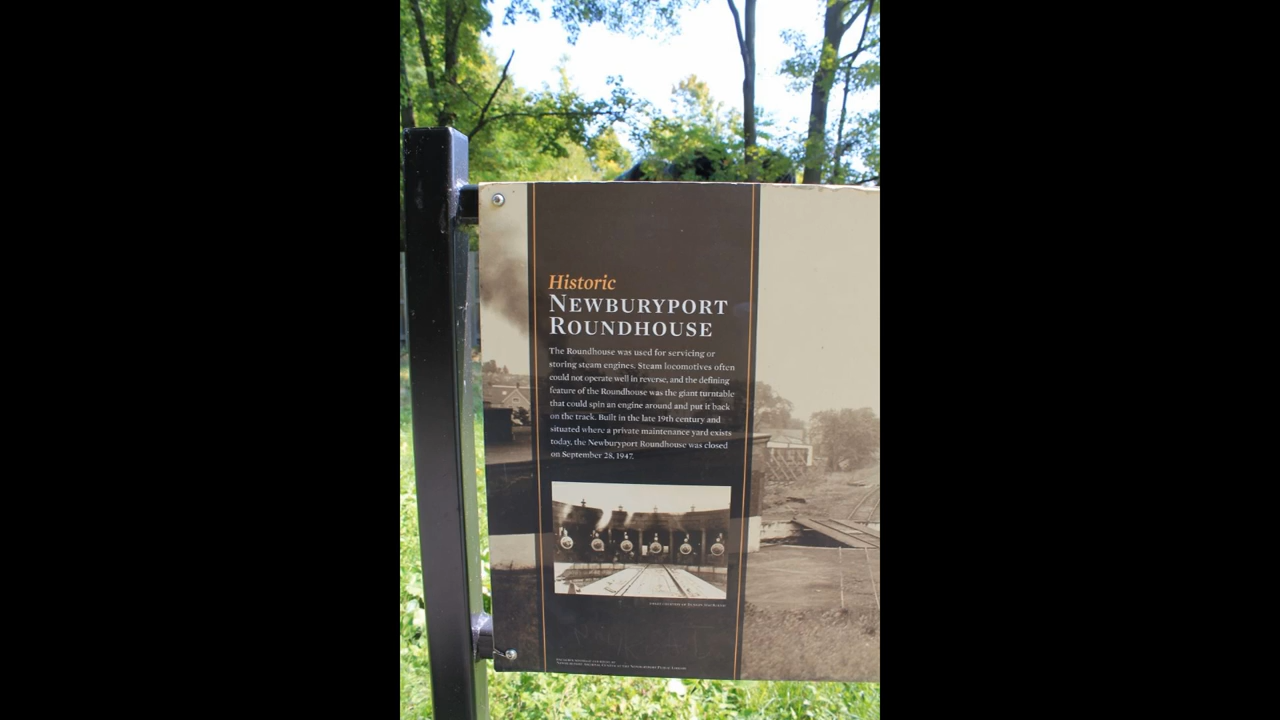 Historic
NEWBURYPORT
ROUNDHOUSE
The Roundhouse was used for servicing or
storing steam engines. Steam locomotives often
could not operate well in reverse, and the defining
feature of the Roundhouse was the giant turntable
that could spin an engine around and put it back
on the track. Built in the late 19th century and
situated where a private maintenance yard exists
today, the Newburyport Roundhouse was closed
on September 28, 1947.